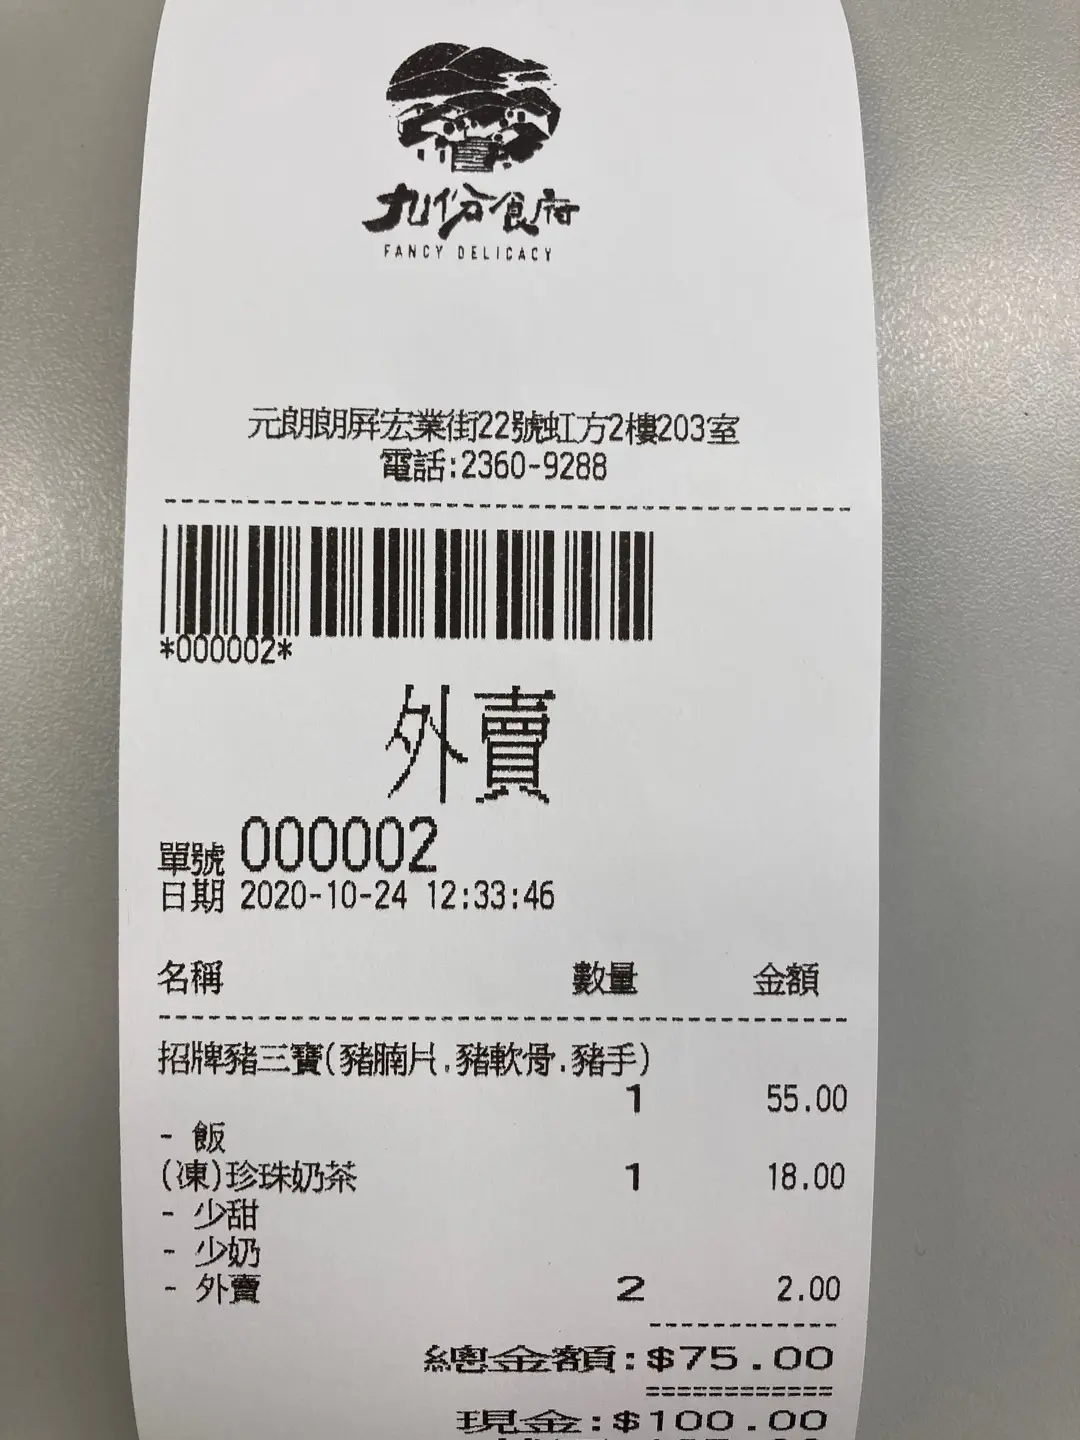 九份食府
FANCY DELICACY
元朗朗屏宏業街22號虹方2樓203室
電話:2360-9288
*000002*
外賣
單號 000002
日期 2020-10-24 12:33:46
名稱 數量 金額
招牌豬三寶(豬腩片,豬軟骨,豬手)
1 55.00
- 飯
(凍)珍珠奶茶 1 18.00
- 少甜
- 少奶
- 外賣 2 2.00
總金額:$75.00
現金:$100.00